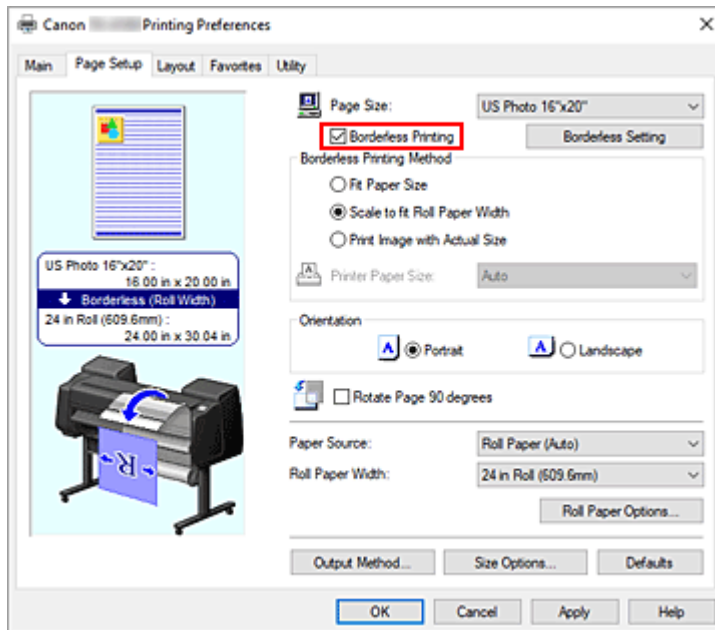 Canon Printing Preferences
Main Page Setup Layout Favorites Utility
Page Size: US Photo 16"x20"
Borderless Printing Borderless Setting
Borderless Printing Method
Fit Paper Size
Scale to fit Roll Paper Width
Print Image with Actual Size
Printer Paper Size: Auto
US Photo 16"x20" :
16.00 in x 20.00 in
Borderless (Roll Width)
24 in Roll (609.6mm) :
24.00 in x 30.04 in
Orientation
A Portrait A Landscape
Rotate Page 90 degrees
R
Paper Source: Roll Paper (Auto)
Roll Paper Width: 24 in Roll (609.6mm)
Roll Paper Options...
Output Method... Size Options... Defaults
OK Cancel Apply Help